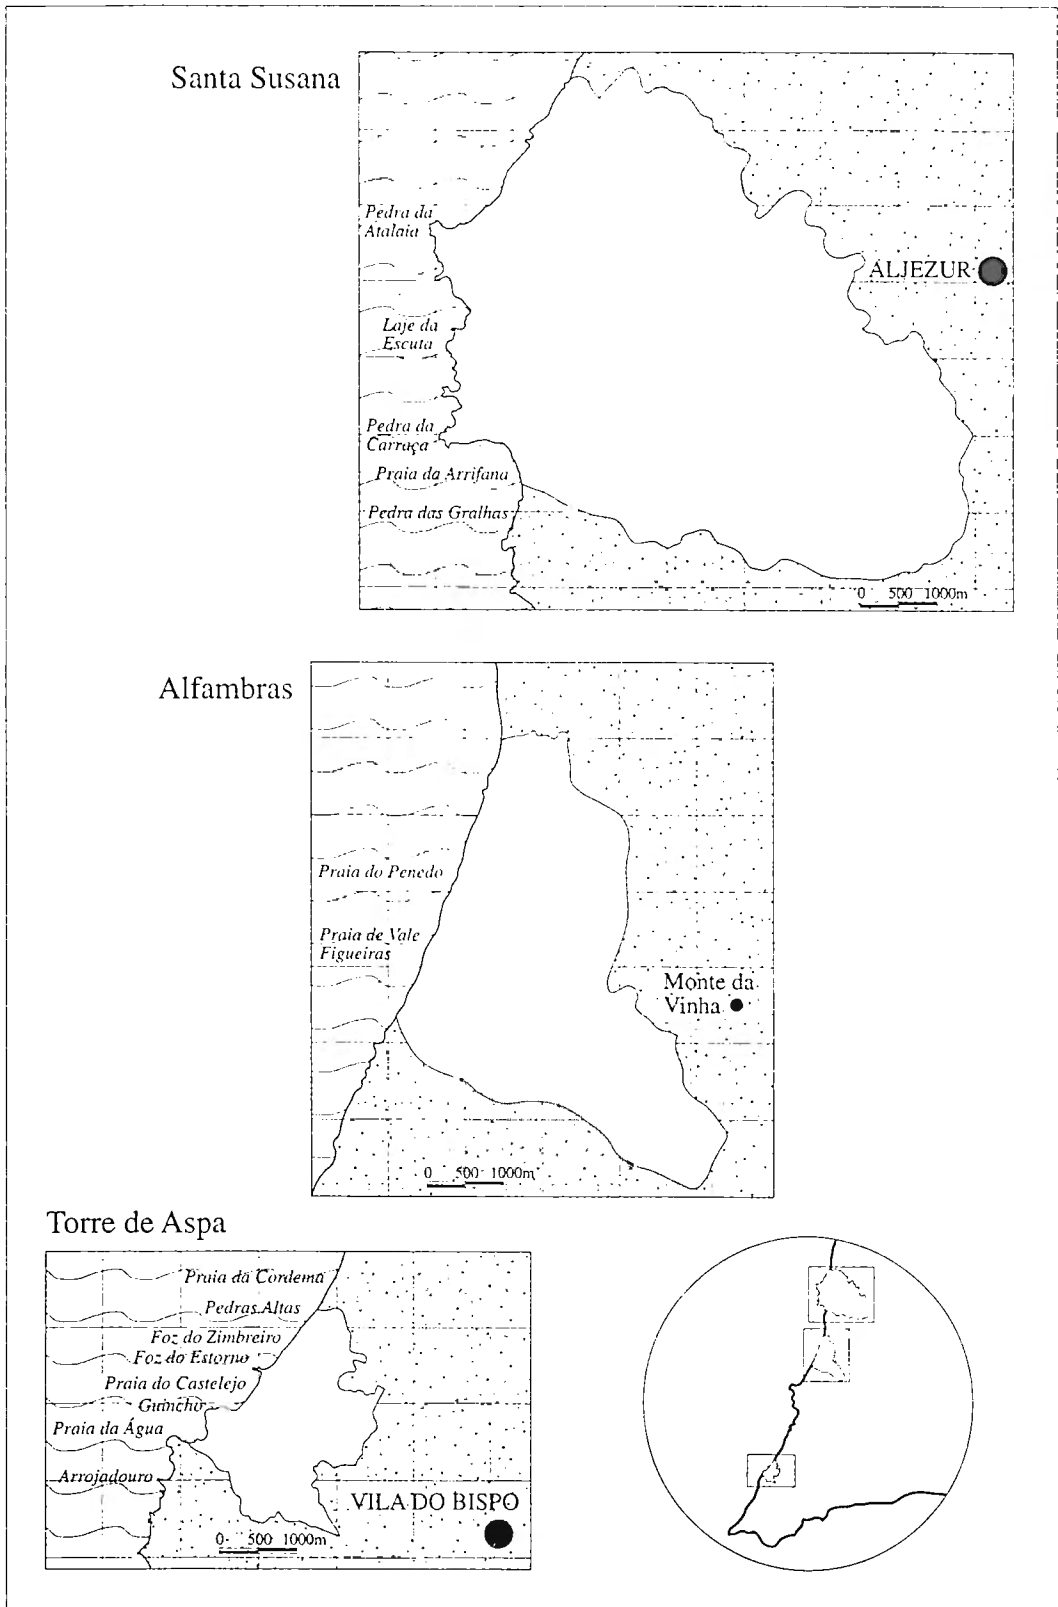 Santa Susana
Pedra da
Atalaia
ALJEZUR
Laje da
Escuta
Pedra da
Carraça
Praia da Arrifana
Pedra das Gralhas
0 500 1000m
Alfambras
Praia do Penedo
Praia de Vale
Figueiras
Monte da
Vinha
0 500 1000m
Torre de Aspa
Praia da Cordema
Pedras Altas
Foz do Zimbreiro
Foz do Estorno
Praia do Castelejo
Guincho
Praia da Água
Arrojadouro
VILA DO BISPO
0 500 1000m